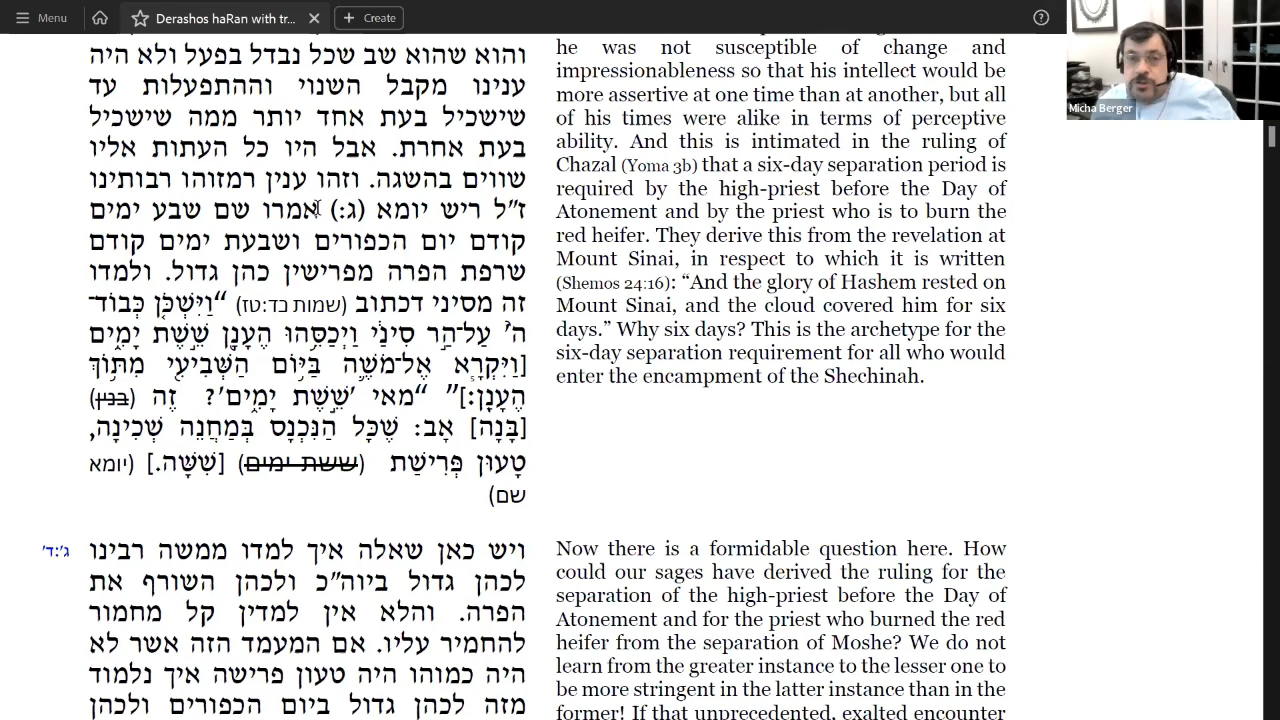 Menu
Derashos haRan with tr...
Create
והוא שהוא שב שכל נבדל בפעל ולא היה
ענינו מקבל השנוי וההתפעלות עד
שישכיל בעת אחד יותר ממה שישכיל
בעת אחרת. אבל היו כל העתות אליו
שווים בהשגה. וזהו ענין רמזוהו רבותינו
ז"ל ריש יומא (ג:) אמרו שם שבע ימים
קודם יום הכפורים ושבעת ימים קודם
שרפת הפרה מפרישין כהן גדול. ולמדו
זה מסיני דכתוב (שמות כד:טז) "וַיִּשְׁכֹּ֤ן כְּבוֹד־
ה֙' עַל־הַ֣ר סִינַ֔י וַיְכַסֵּ֥הוּ הֶעָנָ֖ן שֵׁ֣שֶׁת יָמִ֑ים
[וַיִּקְרָ֧א אֶל־מֹשֶׁ֛ה בַּיּ֥וֹם הַשְּׁבִיעִ֖י מִתּ֥וֹךְ
הֶעָנָֽן׃]" "מאי 'שֵׁ֣שֶׁת יָמִ֑ים'? זֶה (בנין)
[בָּנָה] אָב: שֶׁכָּל הַנִּכְנָס בְּמַחֲנֵה שְׁכִינָה,
טָעוּן פְּרִישַׁת (ששת ימים) [שִׁשָּׁה.] (יומא
שם)
he was not susceptible of change and
impressionableness so that his intellect would be
more assertive at one time than at another, but all
of his times were alike in terms of perceptive
ability. And this is intimated in the ruling of
Chazal (Yoma 3b) that a six-day separation period is
required by the high-priest before the Day of
Atonement and by the priest who is to burn the
red heifer. They derive this from the revelation at
Mount Sinai, in respect to which it is written
(Shemos 24:16): "And the glory of Hashem rested on
Mount Sinai, and the cloud covered him for six
days." Why six days? This is the archetype for the
six-day separation requirement for all who would
enter the encampment of the Shechinah.
ג':ד'
ויש כאן שאלה איך למדו ממשה רבינו
לכהן גדול ביוה"כ ולכהן השורף את
הפרה. והלא אין למדין קל מחמור
להחמיר עליו. אם המעמד הזה אשר לא
היה כמוהו היה טעון פרישה איך נלמוד
מזה לכהן גדול ביום הכפורים ולכהן
Now there is a formidable question here. How
could our sages have derived the ruling for the
separation of the high-priest before the Day of
Atonement and for the priest who burned the red
heifer from the separation of Moshe? We do not
learn from the greater instance to the lesser one to
be more stringent in the latter instance than in the
former! If that unprecedented, exalted encounter
Micha Berger